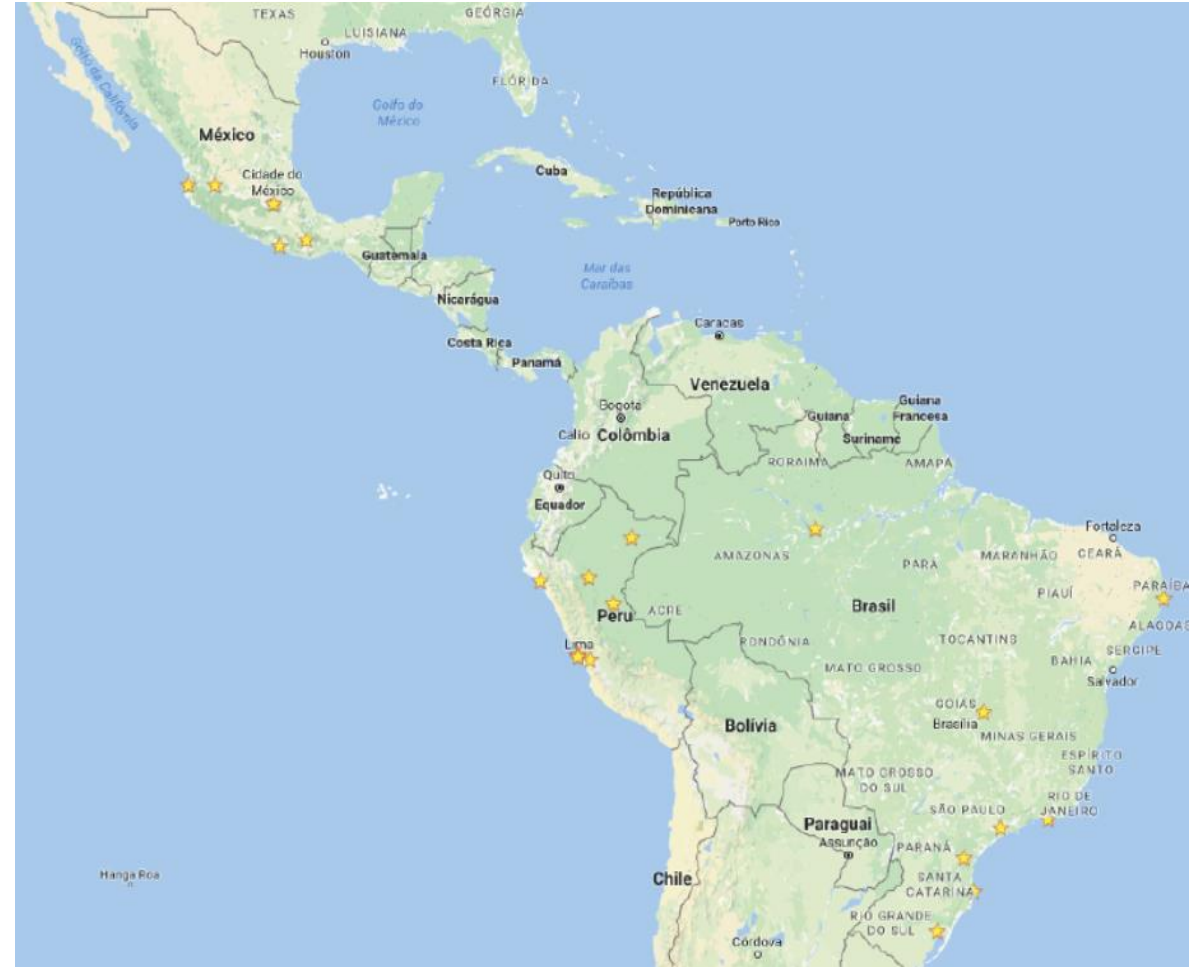 TEXAS
GEÓRGIA
LUISIANA
Houston
FLÓRIDA
Golfo da Califórnia
Golfo do
México
México
Cidade do
México
Cuba
República
Dominicana
Porto Rico
Guatemala
Mar das
Caraíbas
Nicarágua
Costa Rica
Panamá
Caracas
Venezuela
Guiana
Guiana
Francesa
Suriname
Bogota
Calio
Colômbia
RORAIMA
AMAPÁ
Quito
Equador
Fortaleza
AMAZONAS
PARÁ
MARANHÃO
CEARÁ
PIAUÍ
PARAÍBA
Peru
ACRE
Brasil
ALAGOAS
Lima
RONDÔNIA
TOCANTINS
SERGIPE
BAHIA
MATO GROSSO
Salvador
GOIÁS
Brasília
Bolívia
MINAS GERAIS
ESPÍRITO
SANTO
MATO GROSSO
DO SUL
RIO DE
JANEIRO
SÃO PAULO
Paraguai
Assunção
PARANÁ
Hanga Roa
Chile
SANTA
CATARINA
RIO GRANDE
DO SUL
Córdova